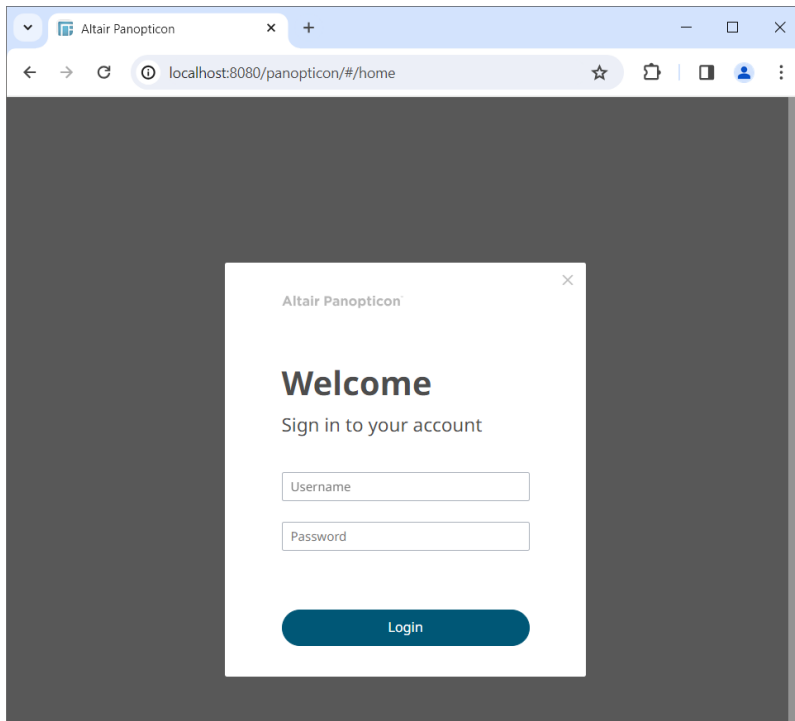 Altair Panopticon
localhost:8080/panopticon/#/home
Altair Panopticon
Welcome
Sign in to your account
Username
Password
Login